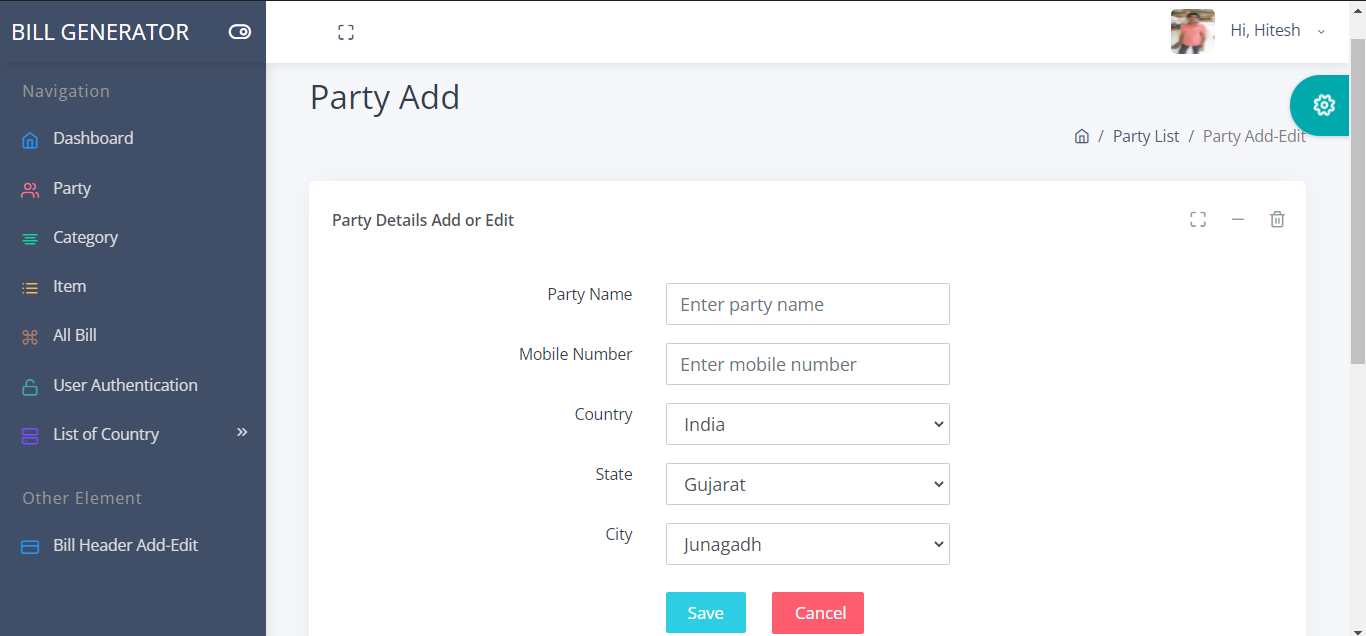 BILL GENERATOR
Hi, Hitesh
Navigation
Dashboard
Party
Category
Item
All Bill
User Authentication
List of Country
Other Element
Bill Header Add-Edit
Party Add
/ Party List / Party Add-Edit
Party Details Add or Edit
Party Name
Enter party name
Mobile Number
Enter mobile number
Country
India
State
Gujarat
City
Junagadh
Save Cancel